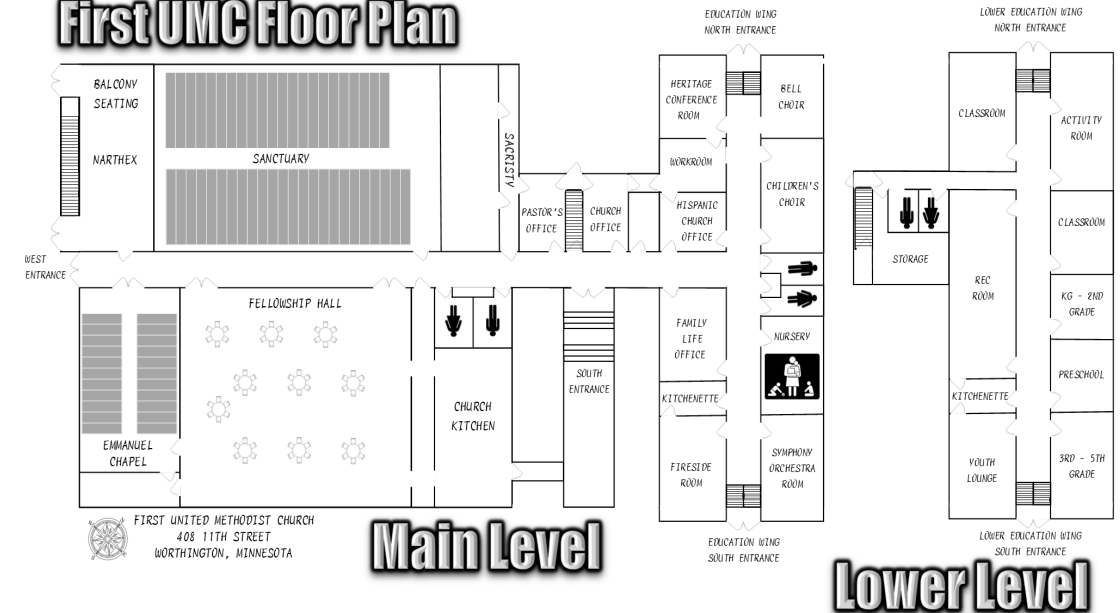 First UMC Floor Plan
EDUCATION WING
NORTH ENTRANCE
LOWER EDUCATION WING
NORTH ENTRANCE
BALCONY
SEATING
NARTHEX
SANCTUARY
SACRISTY
HERITAGE
CONFERENCE
ROOM
BELL
CHOIR
CLASSROOM
ACTIVITY
ROOM
WORKROOM
CHILDREN'S
CHOIR
PASTOR'S
OFFICE
CHURCH
OFFICE
HISPANIC
CHURCH
OFFICE
CLASSROOM
WEST
ENTRANCE
STORAGE
REC
ROOM
KG - 2ND
GRADE
FELLOWSHIP HALL
FAMILY
LIFE
OFFICE
NURSERY
SOUTH
ENTRANCE
PRESCHOOL
KITCHENETTE
KITCHENETTE
CHURCH
KITCHEN
EMMANUEL
CHAPEL
FIRESIDE
ROOM
SYMPHONY
ORCHESTRA
ROOM
YOUTH
LOUNGE
3RD - 5TH
GRADE
FIRST UNITED METHODIST CHURCH
408 11TH STREET
WORTHINGTON, MINNESOTA
Main Level
EDUCATION WING
SOUTH ENTRANCE
LOWER EDUCATION WING
SOUTH ENTRANCE
Lower Level